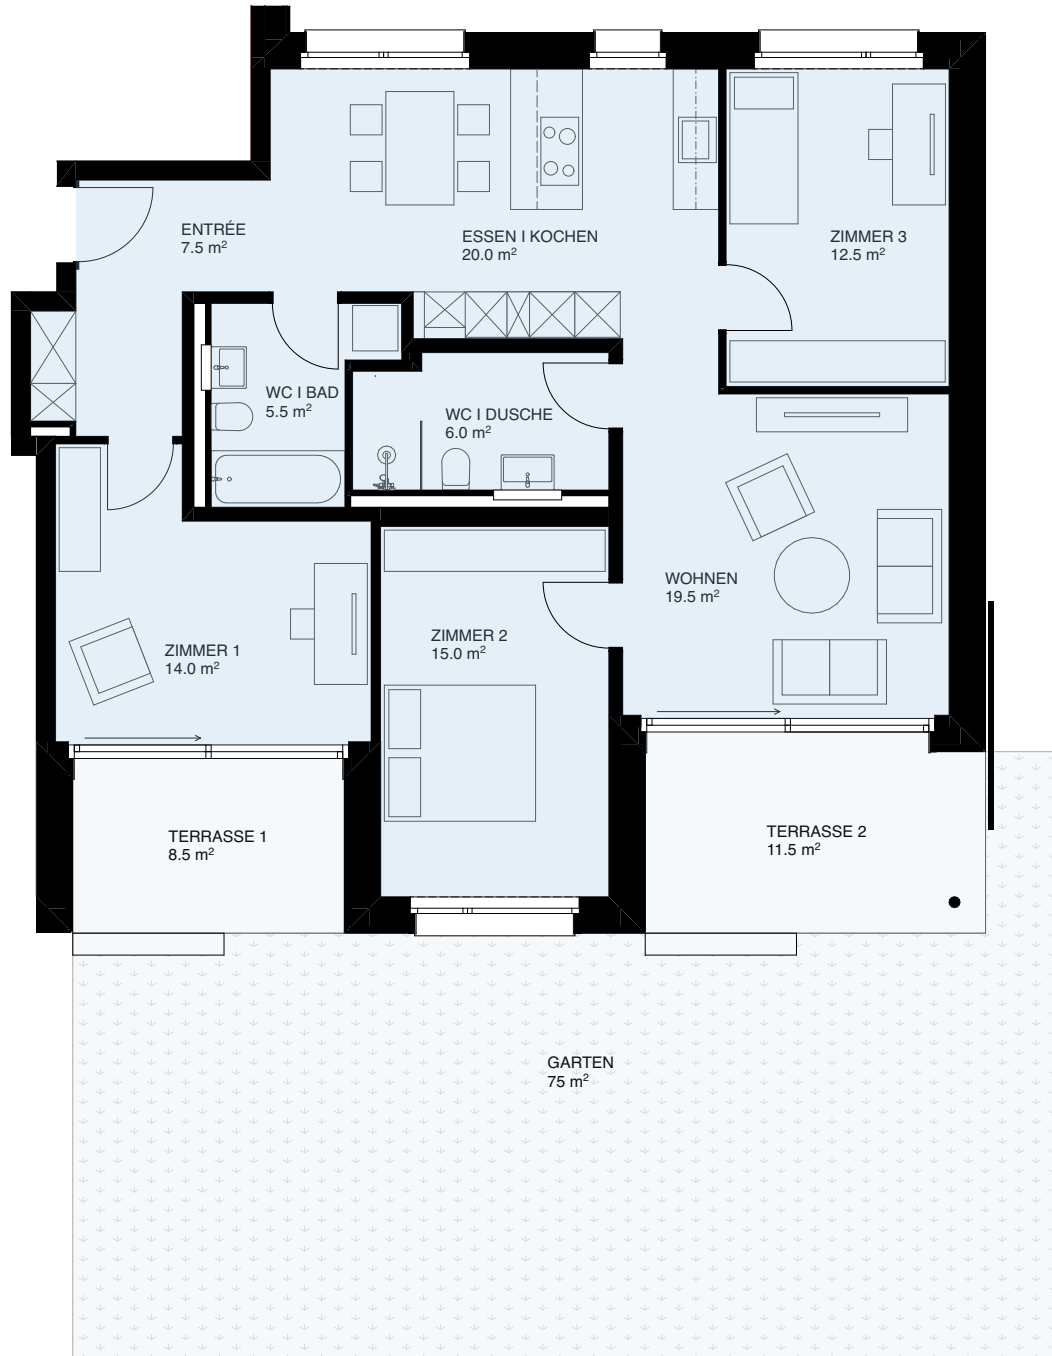 ENTRÉE
7.5 m²
ESSEN I KOCHEN
20.0 m²
ZIMMER 3
12.5 m²
WC I BAD
5.5 m²
WC I DUSCHE
6.0 m²
WOHNEN
19.5 m²
ZIMMER 1
14.0 m²
ZIMMER 2
15.0 m²
TERRASSE 1
8.5 m²
TERRASSE 2
11.5 m²
GARTEN
75 m²